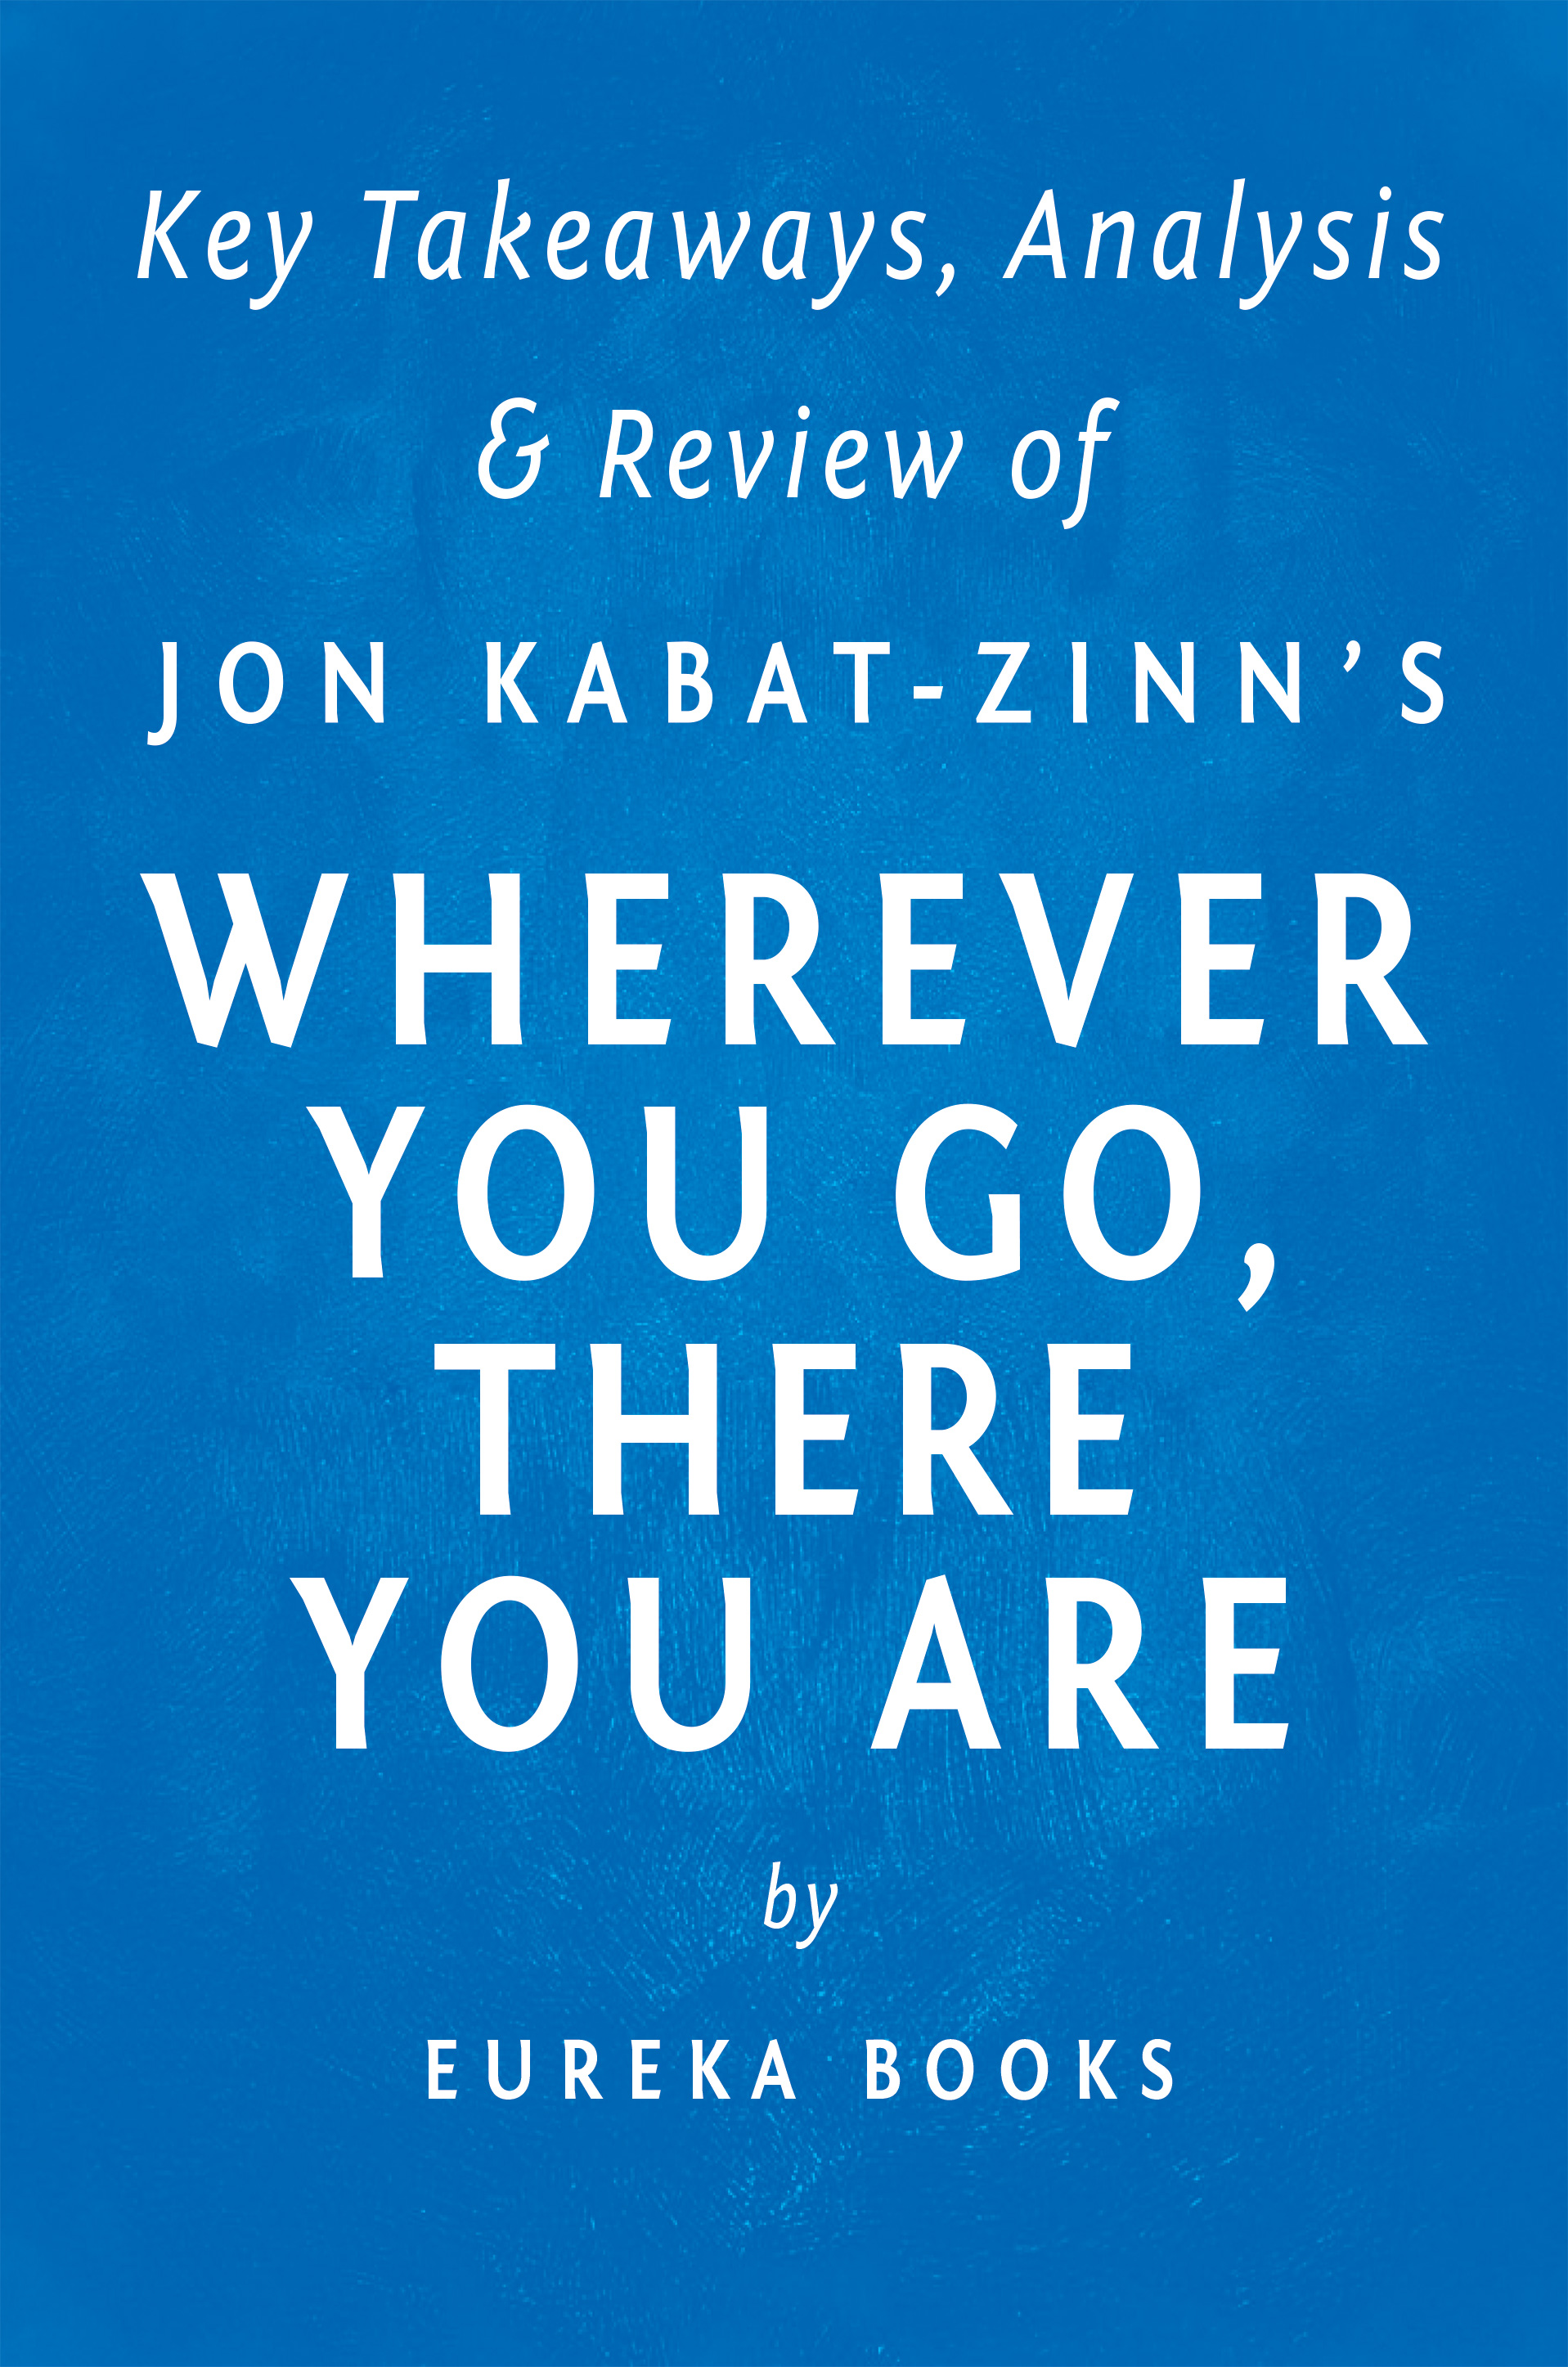 Key Takeaways, Analysis
& Review of
JON KABAT-ZINN’S
WHEREVER
YOU GO,
THERE
YOU ARE
by
EUREKA BOOKS